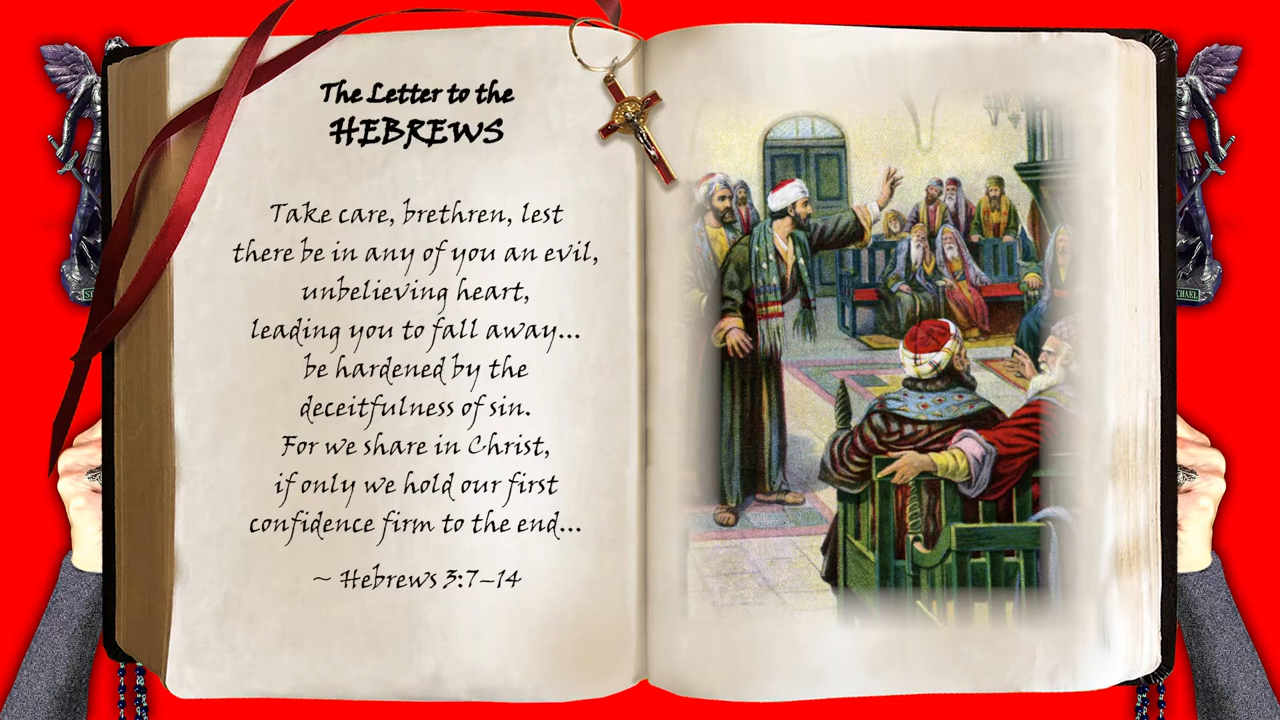 The Letter to the
HEBREWS
Take care, brethren, lest
there be in any of you an evil,
unbelieving heart,
leading you to fall away...
be hardened by the
deceitfulness of sin.
For we share in Christ,
if only we hold our first
confidence firm to the end...
~ Hebrews 3:7–14
CHAEL